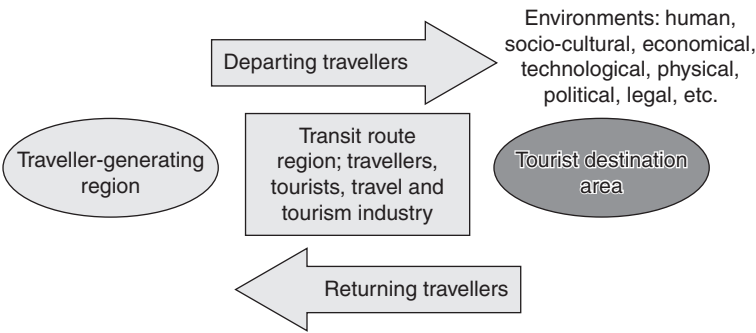 Environments: human,
socio-cultural, economical,
technological, physical,
political, legal, etc.
Departing travellers
Traveller-generating
region
Transit route
region; travellers,
tourists, travel and
tourism industry
Tourist destination
area
Returning travellers